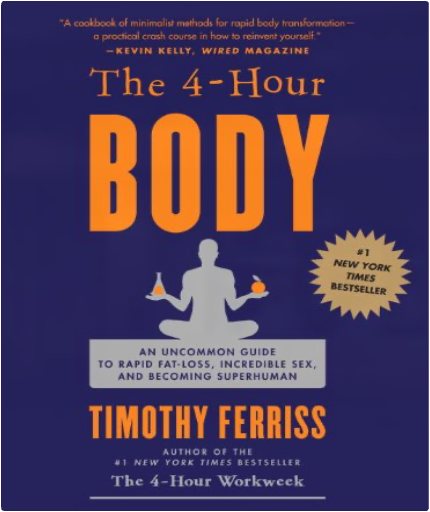 "A cookbook of minimalist methods for rapid body transformation—
a practical crash course in how to reinvent yourself."
—KEVIN KELLY, WIRED MAGAZINE
The 4-Hour
BODY
#1
NEW YORK
TIMES
BESTSELLER
AN UNCOMMON GUIDE
TO RAPID FAT-LOSS, INCREDIBLE SEX,
AND BECOMING SUPERHUMAN
TIMOTHY FERRISS
AUTHOR OF THE
#1 NEW YORK TIMES BESTSELLER
The 4-Hour Workweek